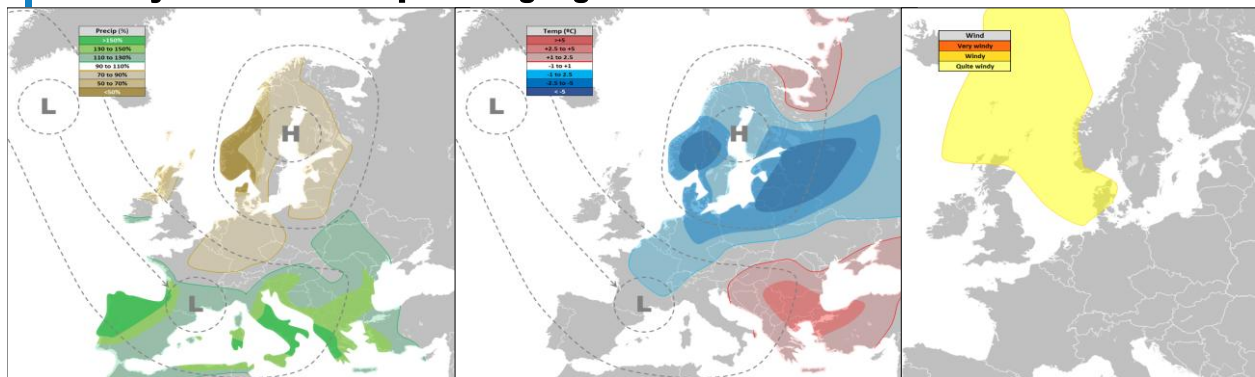 Precip (%)
>150%
130 to 150%
110 to 130%
90 to 110%
70 to 90%
50 to 70%
<50%
L
H
L
Temp (ºC)
>+5
+2.5 to +5
+1 to 2.5
-1 to +1
-1 to 2.5
-2.5 to -5
< -5
L
H
L
Wind
Very windy
Windy
Quite windy